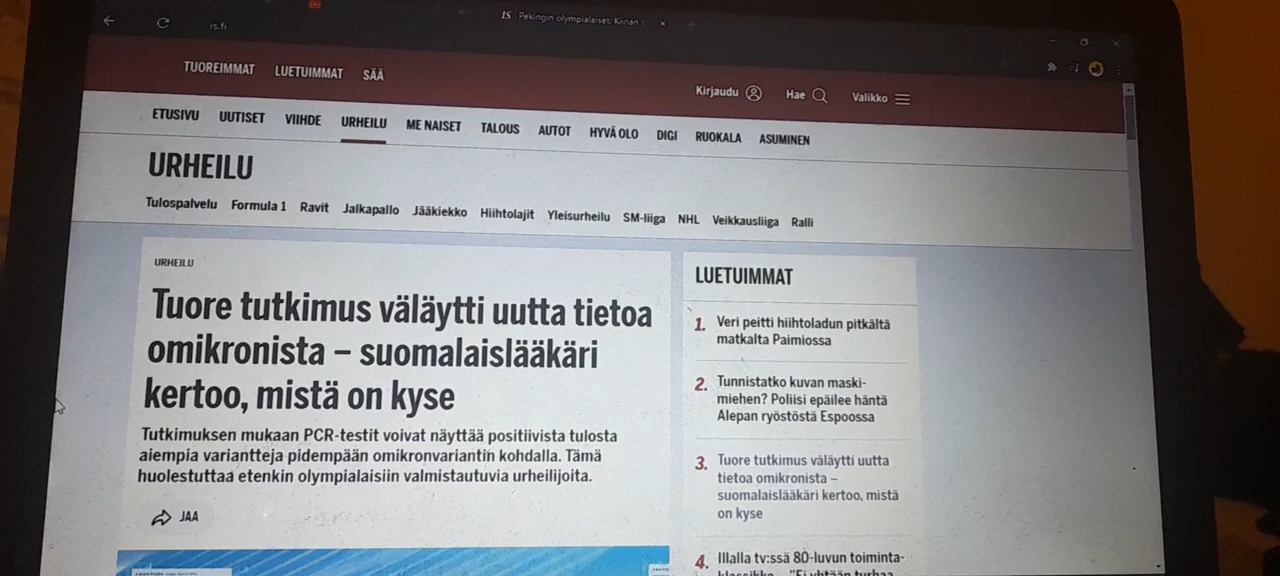 IS Pekingin olympialaiset: Kiinan
is.fi
TUOREIMMAT LUETUIMMAT SÄÄ
Kirjaudu Hae Valikko
ETUSIVU UUTISET VIIHDE URHEILU ME NAISET TALOUS AUTOT HYVÄ OLO DIGI RUOKALA ASUMINEN
URHEILU
Tulospalvelu Formula 1 Ravit Jalkapallo Jääkiekko Hiihtolajit Yleisurheilu SM-liiga NHL Veikkausliiga Ralli
URHEILU
Tuore tutkimus väläytti uutta tietoa
omikronista – suomalaislääkäri
kertoo, mistä on kyse
Tutkimuksen mukaan PCR-testit voivat näyttää positiivista tulosta
aiempia variantteja pidempään omikronvariantin kohdalla. Tämä
huolestuttaa etenkin olympialaisiin valmistautuvia urheilijoita.
JAA
LUETUIMMAT
1. Veri peitti hiihtoladun pitkältä
matkalta Paimiossa
2. Tunnistatko kuvan maski-
miehen? Poliisi epäilee häntä
Alepan ryöstöstä Espoossa
3. Tuore tutkimus väläytti uutta
tietoa omikronista –
suomalaislääkäri kertoo, mistä
on kyse
4. Illalla tv:ssä 80-luvun toiminta-
klassikko – "Ei yhtään turhaa